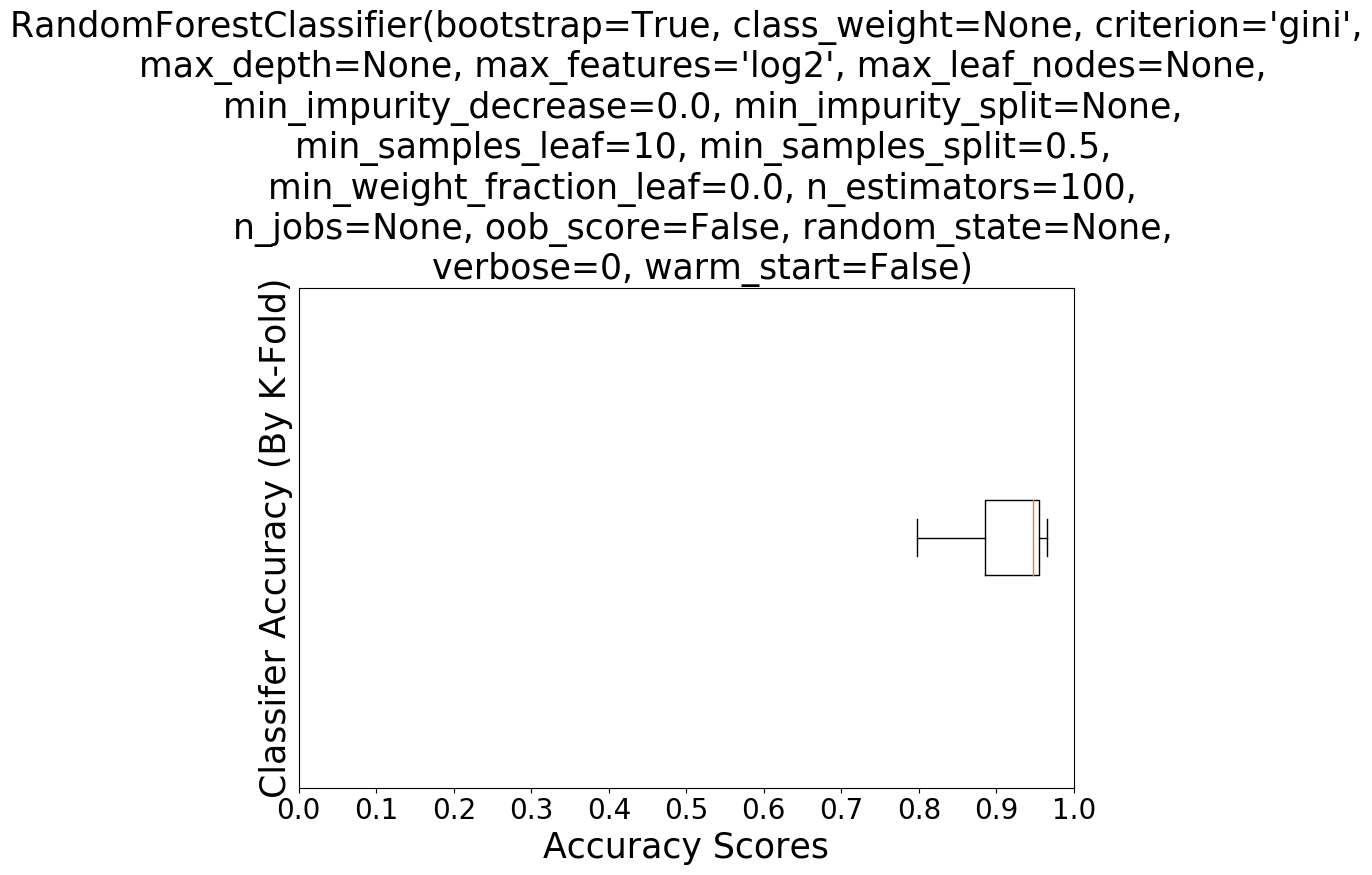 RandomForestClassifier(bootstrap=True, class_weight=None, criterion='gini',
max_depth=None, max_features='log2', max_leaf_nodes=None,
min_impurity_decrease=0.0, min_impurity_split=None,
min_samples_leaf=10, min_samples_split=0.5,
min_weight_fraction_leaf=0.0, n_estimators=100,
n_jobs=None, oob_score=False, random_state=None,
verbose=0, warm_start=False)
Classifer Accuracy (By K-Fold)
0.0 0.1 0.2 0.3 0.4 0.5 0.6 0.7 0.8 0.9 1.0
Accuracy Scores